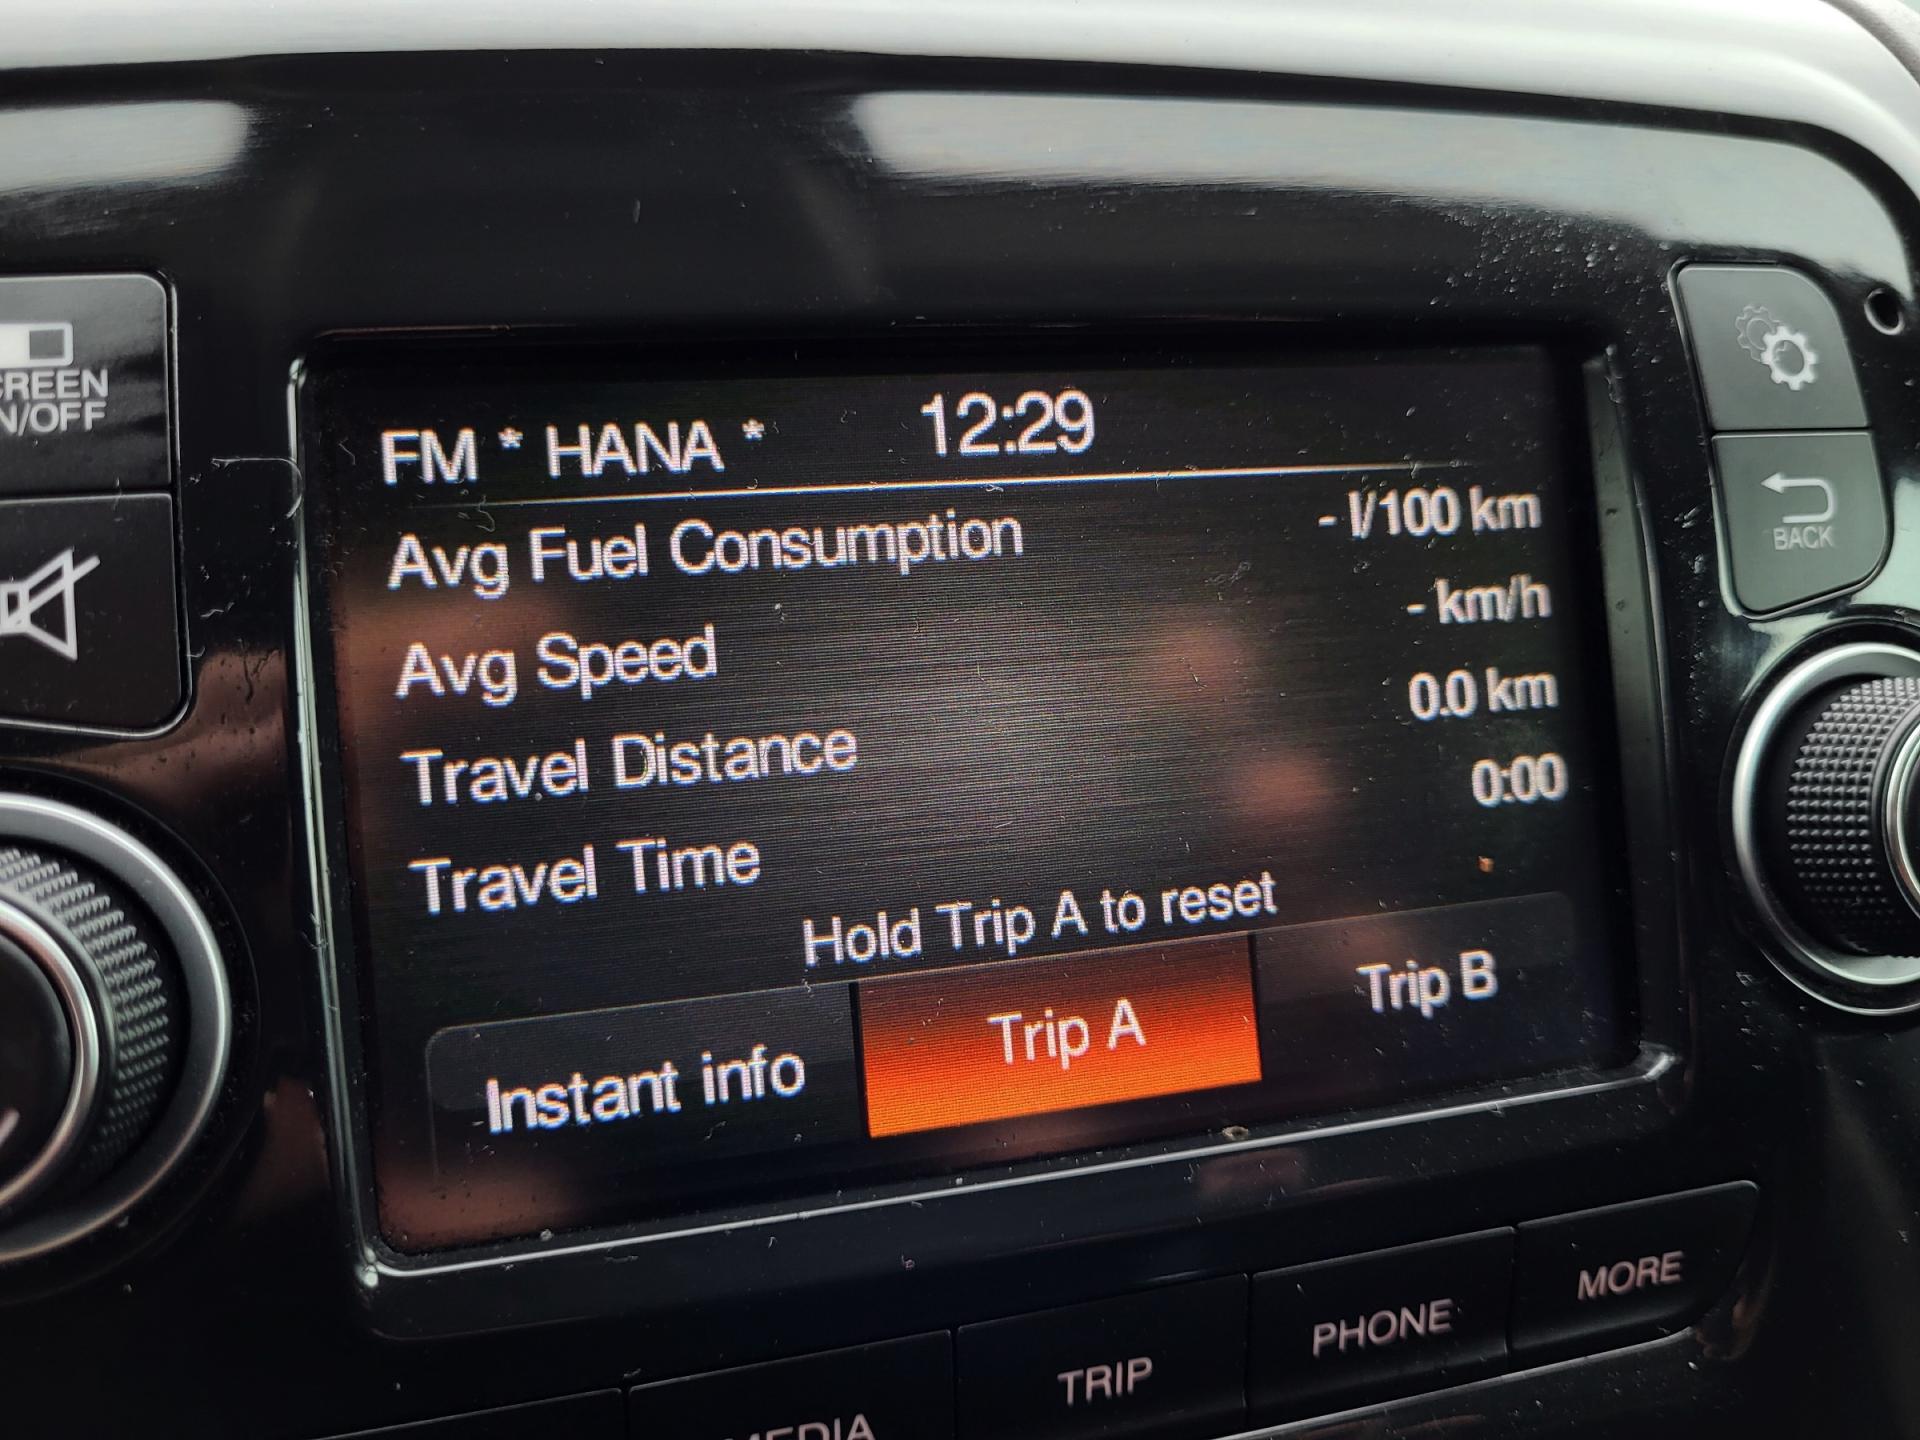 FM * HANA * 12:29
Avg Fuel Consumption - l/100 km
Avg Speed - km/h
Travel Distance 0.0 km
Travel Time 0:00
Hold Trip A to reset
Instant info Trip A Trip B
CREEN
N/OFF
BACK
MEDIA TRIP PHONE MORE